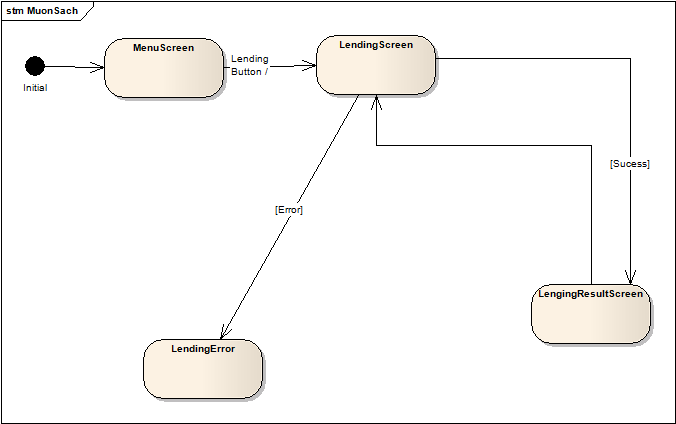 stm MuonSach
MenuScreen
LendingScreen
Lending
Button /
Initial
[Sucess]
[Error]
LengingResultScreen
LendingError